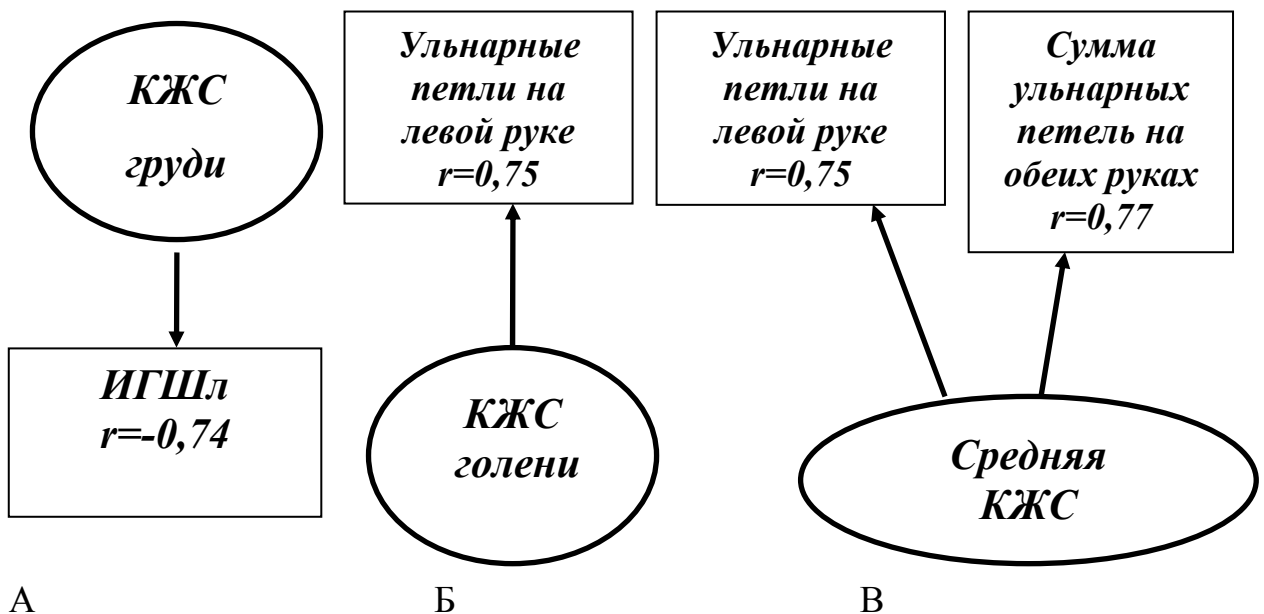 КЖС
груди
ИГШл
r=-0,74
Ульнарные
петли на
левой руке
r=0,75
КЖС
голени
Ульнарные
петли на
левой руке
r=0,75
Сумма
ульнарных
петель на
обеих руках
r=0,77
Средняя
КЖС
А
Б
В